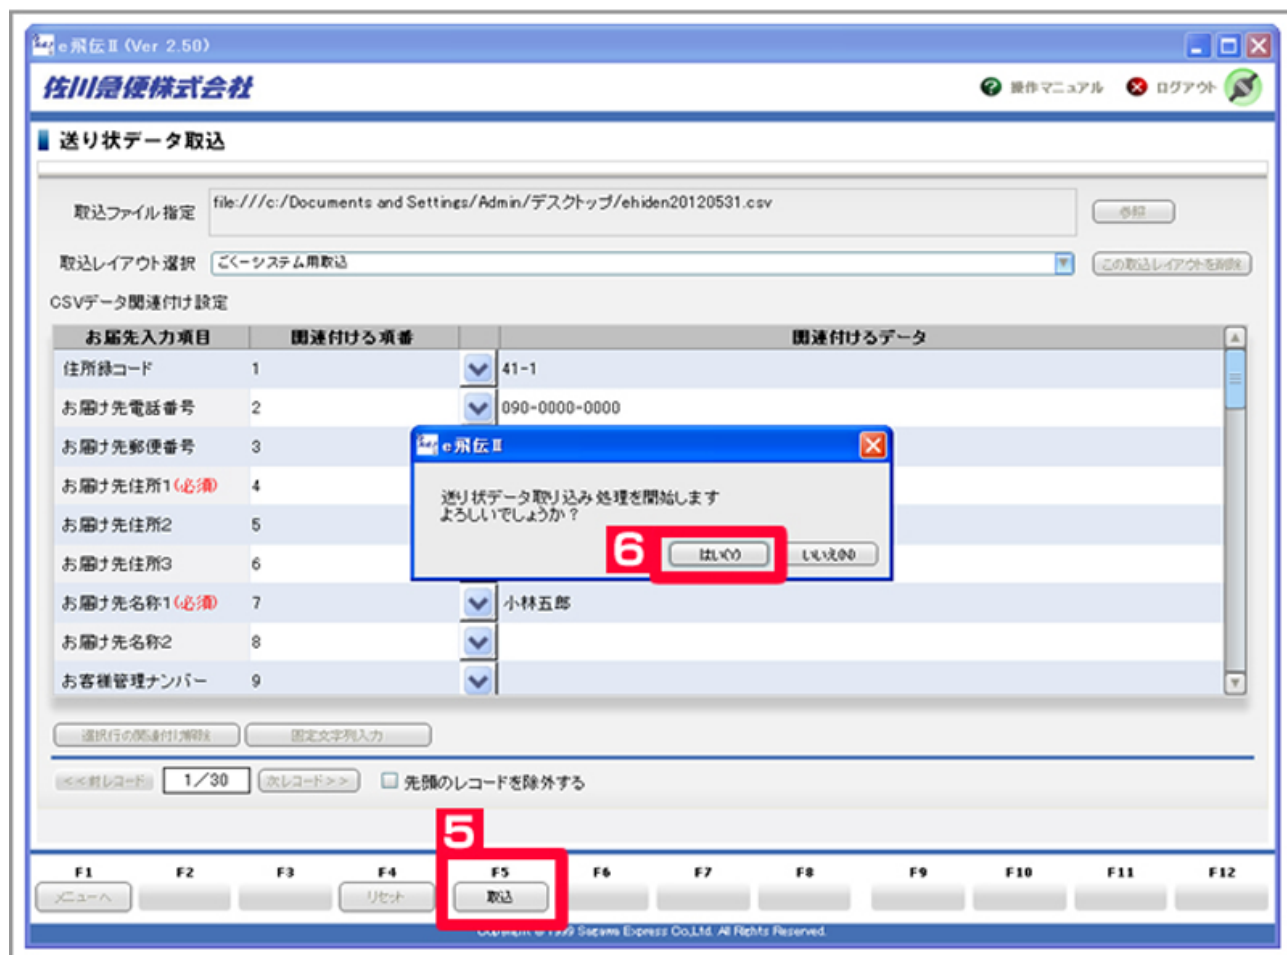 e飛伝Ⅱ (Ver 2.50)
佐川急便株式会社
操作マニュアル ログアウト
送り状データ取込
取込ファイル指定 file:///c:/Documents and Settings/Admin/デスクトップ/ehiden20120531.csv 参照
取込レイアウト選択 ごくーシステム用取込 この取込レイアウトを削除
CSVデータ関連付け設定
お届先入力項目 関連付ける項番 関連付けるデータ
住所録コード 1 41-1
お届け先電話番号 2 090-0000-0000
お届け先郵便番号 3
お届け先住所1(必須) 4
お届け先住所2 5
お届け先住所3 6
お届け先名称1(必須) 7 小林五郎
お届け先名称2 8
お客様管理ナンバー 9
e飛伝Ⅱ
送り状データ取り込み処理を開始します
よろしいでしょうか？
6 はい(Y) いいえ(N)
選択行の関連付け解除 固定文字列入力
<<前レコード 1/30 次レコード>> 先頭のレコードを除外する
5
F1 F2 F3 F4 F5 F6 F7 F8 F9 F10 F11 F12
メニューへ リセット 取込
Copyright © 1999 Sagawa Express Co.,Ltd. All Rights Reserved.